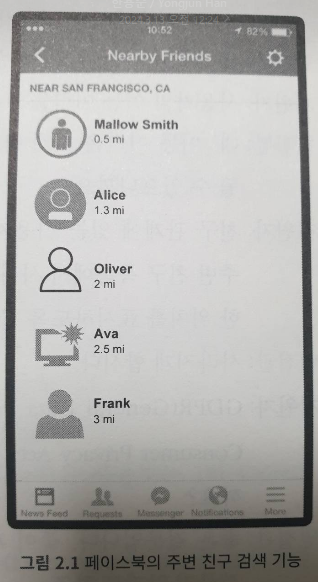 10:52
82%
Nearby Friends
NEAR SAN FRANCISCO, CA
Mallow Smith
0.5 mi
Alice
1.3 mi
Oliver
2 mi
Ava
2.5 mi
Frank
3 mi
News Feed Requests Messenger Notifications More
그림 2.1 페이스북의 주변 친구 검색 기능